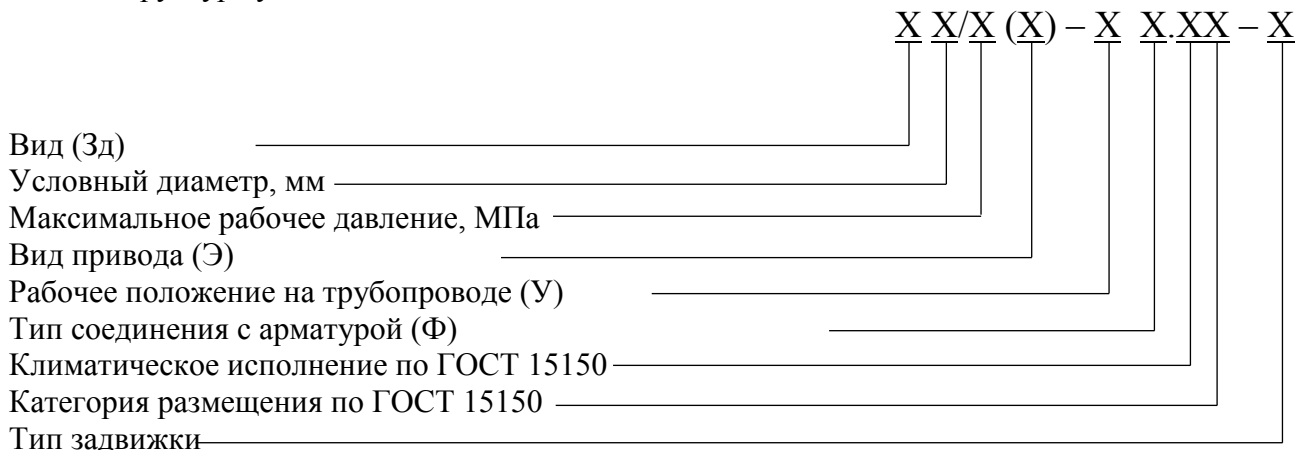 Х Х/Х (Х) – Х Х.ХХ – Х
Вид (Зд)
Условный диаметр, мм
Максимальное рабочее давление, МПа
Вид привода (Э)
Рабочее положение на трубопроводе (У)
Тип соединения с арматурой (Ф)
Климатическое исполнение по ГОСТ 15150
Категория размещения по ГОСТ 15150
Тип задвижки